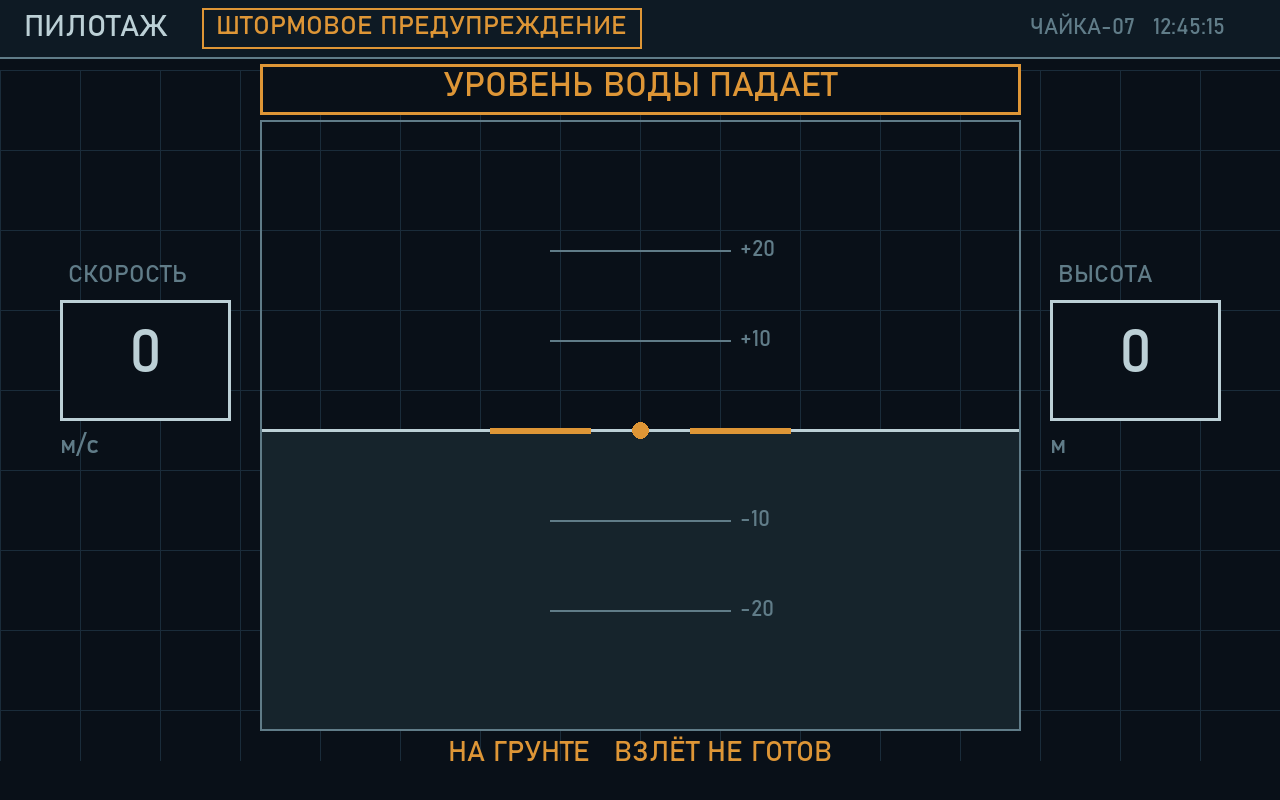 ПИЛОТАЖ ШТОРМОВОЕ ПРЕДУПРЕЖДЕНИЕ ЧАЙКА-07 12:45:15
УРОВЕНЬ ВОДЫ ПАДАЕТ
+20
СКОРОСТЬ ВЫСОТА
0 +10 0
м/с м
-10
-20
НА ГРУНТЕ ВЗЛЁТ НЕ ГОТОВ